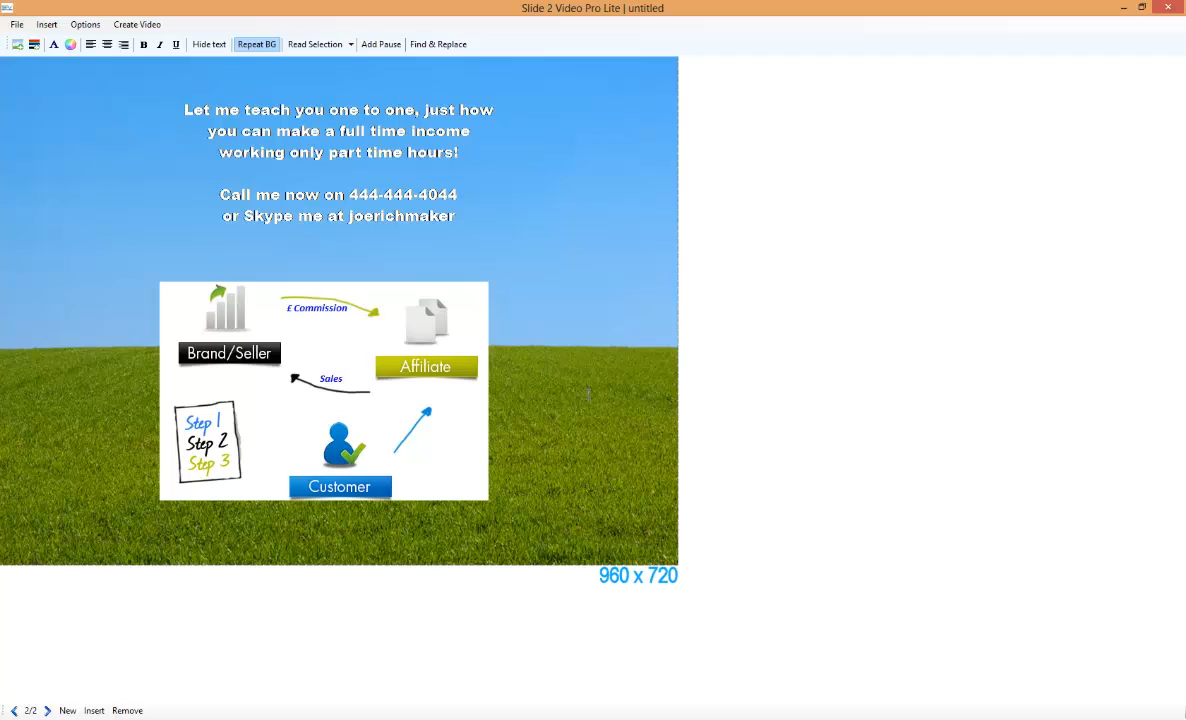 Slide 2 Video Pro Lite | untitled
File Insert Options Create Video
A B I U Hide text Repeat BG Read Selection Add Pause Find & Replace
Let me teach you one to one, just how
you can make a full time income
working only part time hours!
Call me now on 444-444-4044
or Skype me at joerichmaker
£ Commission
Brand/Seller
Affiliate
Sales
Step 1
Step 2
Step 3
Customer
960 x 720
2/2 New Insert Remove